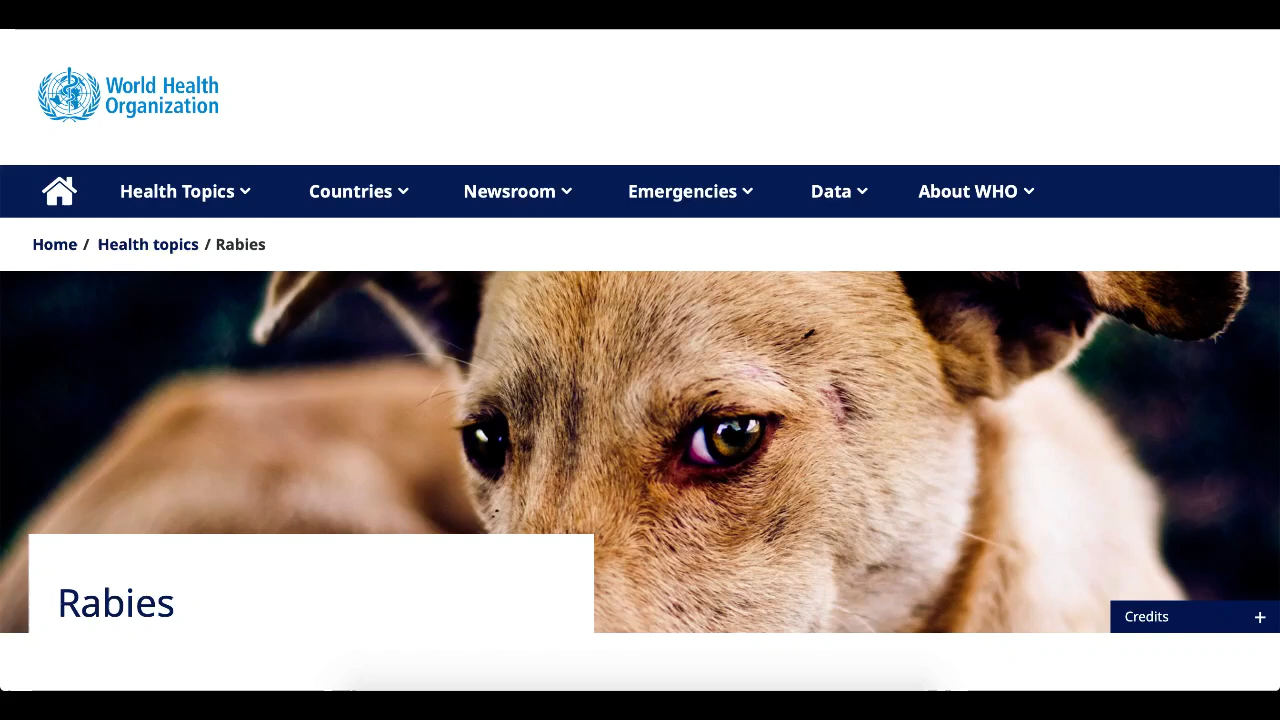 World Health
Organization
Health Topics Countries Newsroom Emergencies Data About WHO
Home / Health topics / Rabies
Rabies
Credits +